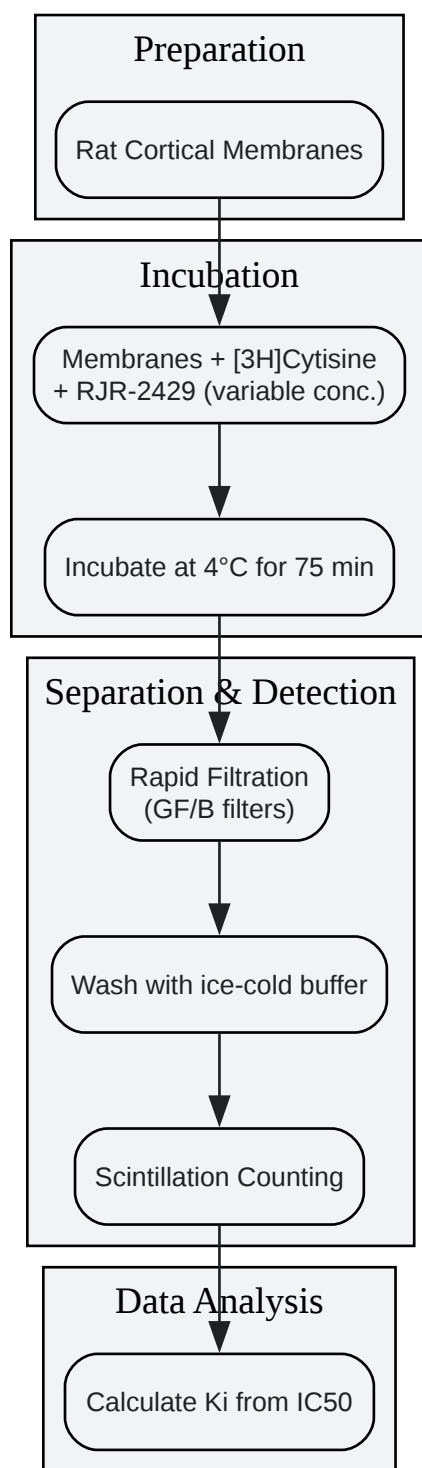 Preparation
Rat Cortical Membranes
Incubation
Membranes + [3H]Cytisine
+ RJR-2429 (variable conc.)
Incubate at 4°C for 75 min
Separation & Detection
Rapid Filtration
(GF/B filters)
Wash with ice-cold buffer
Scintillation Counting
Data Analysis
Calculate Ki from IC50